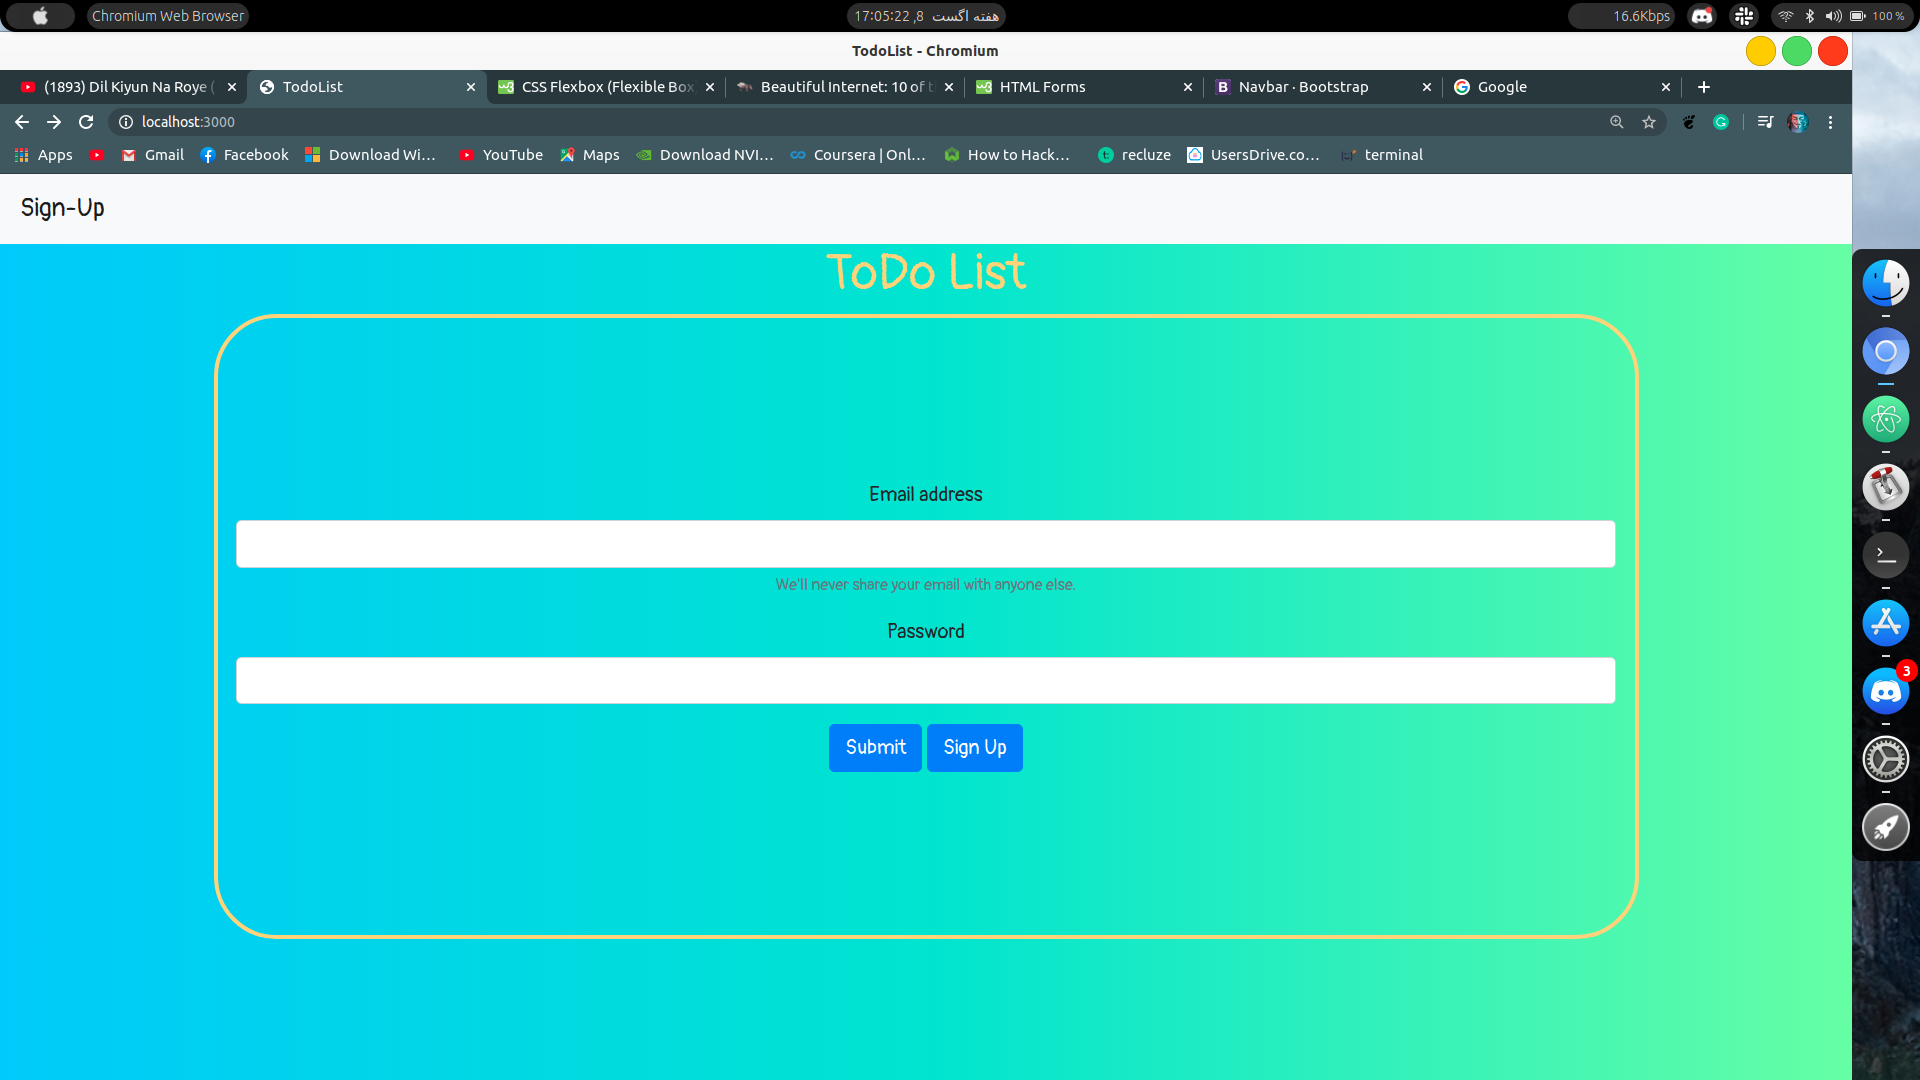 Chromium Web Browser
هفته اگست 8, 17:05:22
16.6Kbps
100 %
TodoList - Chromium
(1893) Dil Kiyun Na Roye (
TodoList
CSS Flexbox (Flexible Box
Beautiful Internet: 10 of t
HTML Forms
Navbar · Bootstrap
Google
localhost:3000
Apps
Gmail
Facebook
Download Wi...
YouTube
Maps
Download NVI...
Coursera | Onl...
How to Hack...
recluze
UsersDrive.co...
terminal
Sign-Up
ToDo List
Email address
We'll never share your email with anyone else.
Password
Submit
Sign Up
3